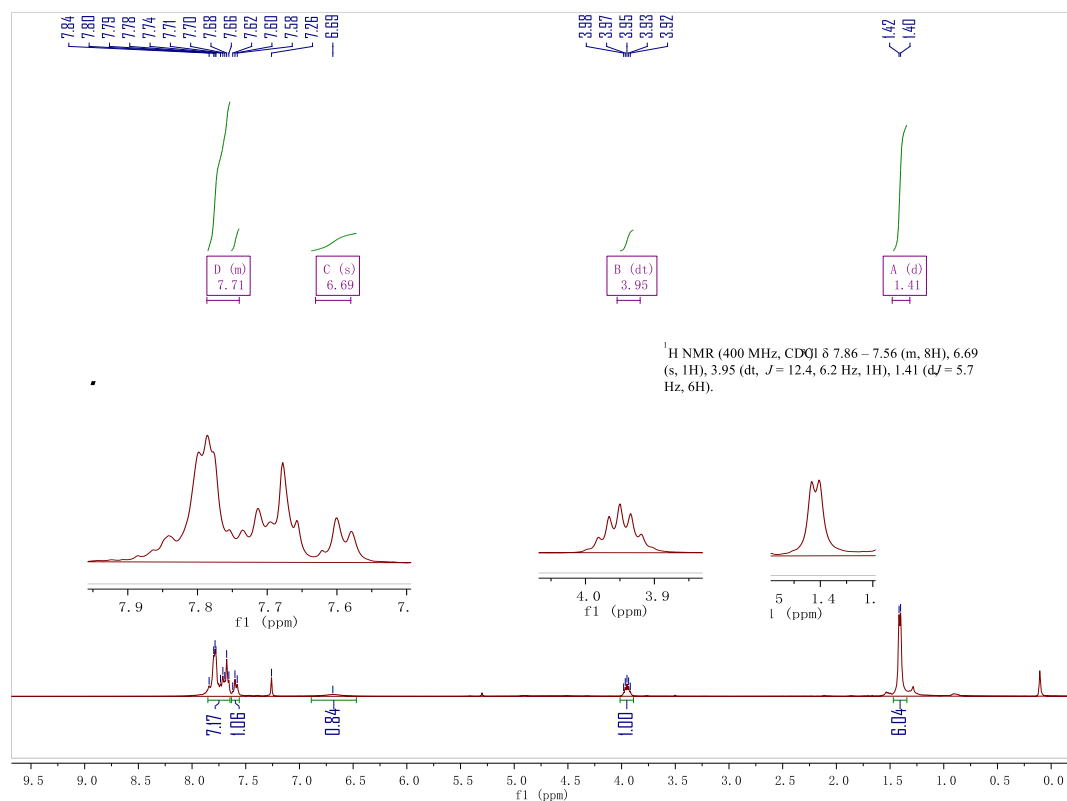 7.84 7.80 7.79 7.78 7.74 7.71 7.70 7.68 7.66 7.62 7.60 7.58 7.26 6.69 3.98 3.97 3.95 3.93 3.92 1.42 1.40
D (m) C (s) B (dt) A (d)
7.71 6.69 3.95 1.41
1H NMR (400 MHz, CDCl δ 7.86 – 7.56 (m, 8H), 6.69
(s, 1H), 3.95 (dt, J = 12.4, 6.2 Hz, 1H), 1.41 (d, J = 5.7
Hz, 6H).
7.9 7.8 7.7 7.6 7.
f1 (ppm)
4.0 3.9
f1 (ppm)
5 1.4 1.
l (ppm)
7.17 1.06 0.84 1.00 6.04
9.5 9.0 8.5 8.0 7.5 7.0 6.5 6.0 5.5 5.0 4.5 4.0 3.5 3.0 2.5 2.0 1.5 1.0 0.5 0.0
f1 (ppm)